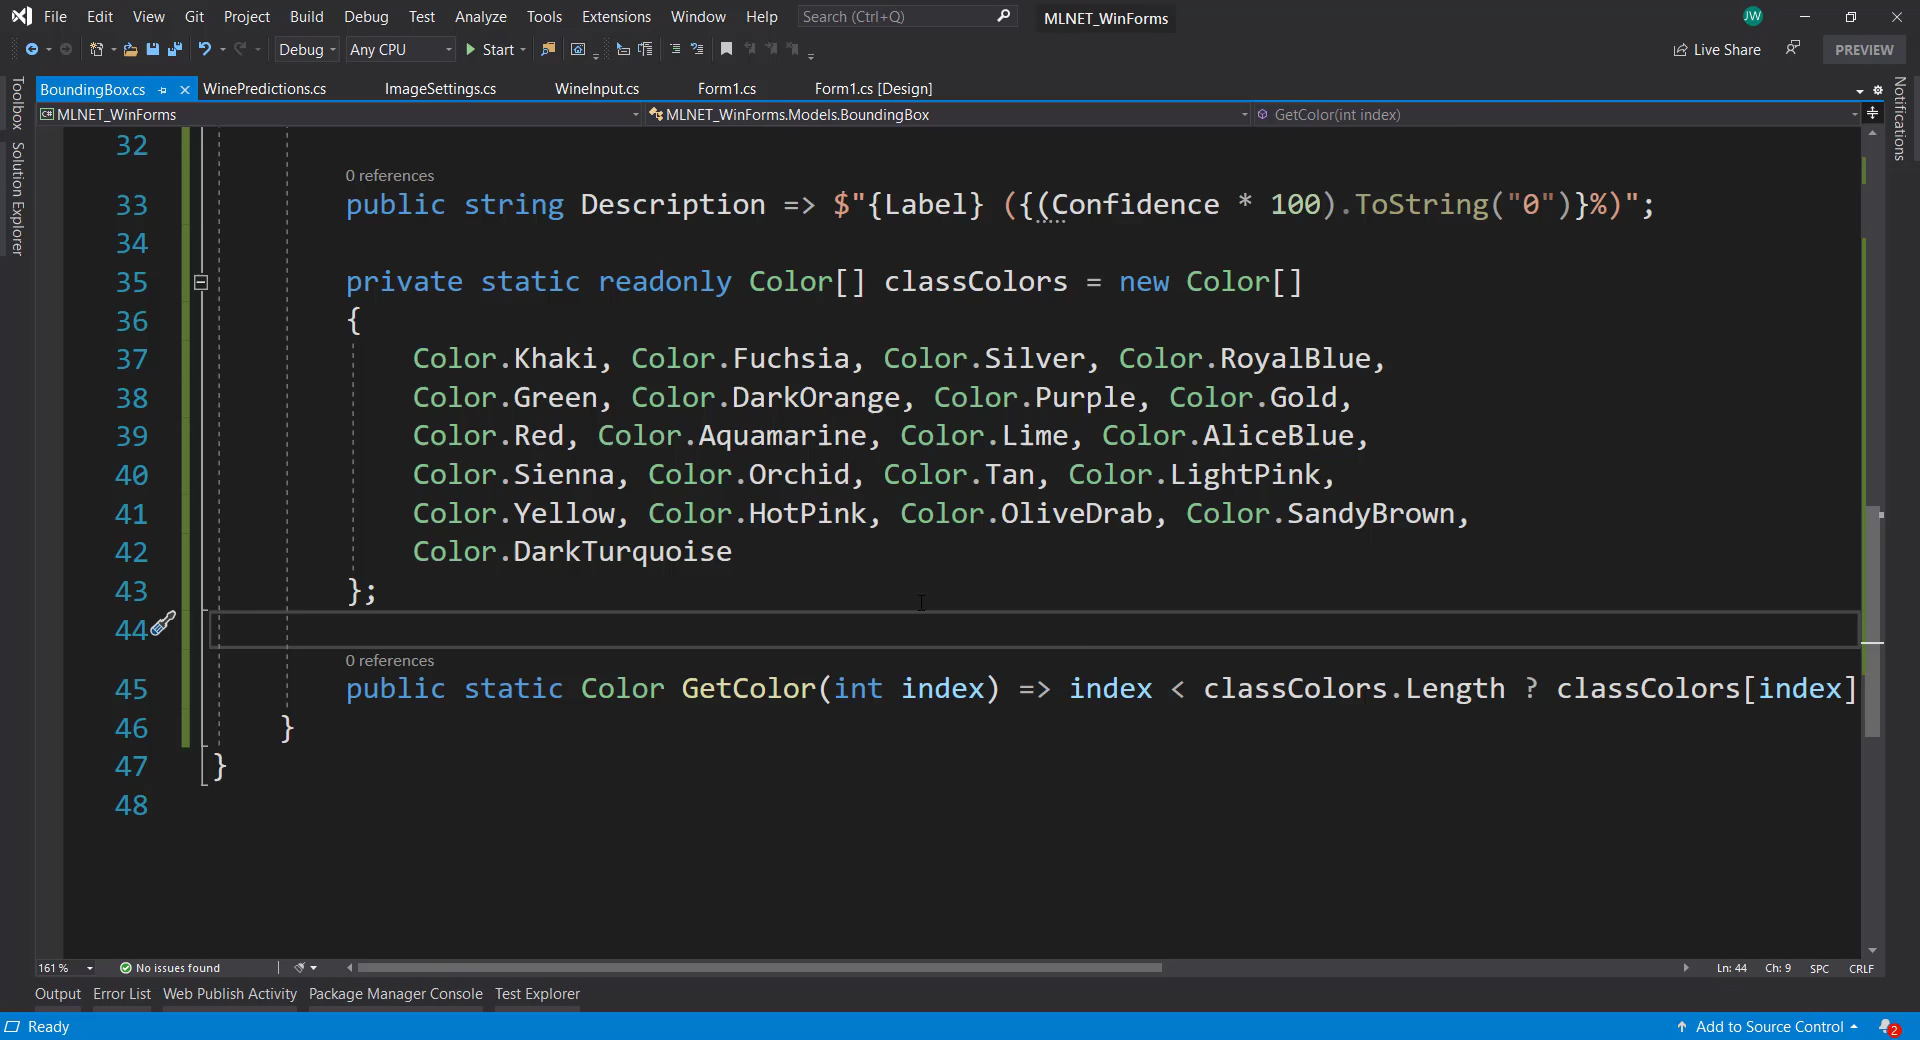 File Edit View Git Project Build Debug Test Analyze Tools Extensions Window Help Search (Ctrl+Q) MLNET_WinForms JW
Debug Any CPU Start Live Share PREVIEW
BoundingBox.cs WinePredictions.cs ImageSettings.cs WineInput.cs Form1.cs Form1.cs [Design]
MLNET_WinForms MLNET_WinForms.Models.BoundingBox GetColor(int index)
Toolbox
Solution Explorer
Notifications
32
0 references
33 public string Description => $"{Label} ({(Confidence * 100).ToString("0")}%)";
34
35 private static readonly Color[] classColors = new Color[]
36 {
37 Color.Khaki, Color.Fuchsia, Color.Silver, Color.RoyalBlue,
38 Color.Green, Color.DarkOrange, Color.Purple, Color.Gold,
39 Color.Red, Color.Aquamarine, Color.Lime, Color.AliceBlue,
40 Color.Sienna, Color.Orchid, Color.Tan, Color.LightPink,
41 Color.Yellow, Color.HotPink, Color.OliveDrab, Color.SandyBrown,
42 Color.DarkTurquoise
43 };
44
0 references
45 public static Color GetColor(int index) => index < classColors.Length ? classColors[index]
46 }
47 }
48
161 % No issues found Ln: 44 Ch: 9 SPC CRLF
Output Error List Web Publish Activity Package Manager Console Test Explorer
Ready Add to Source Control 2